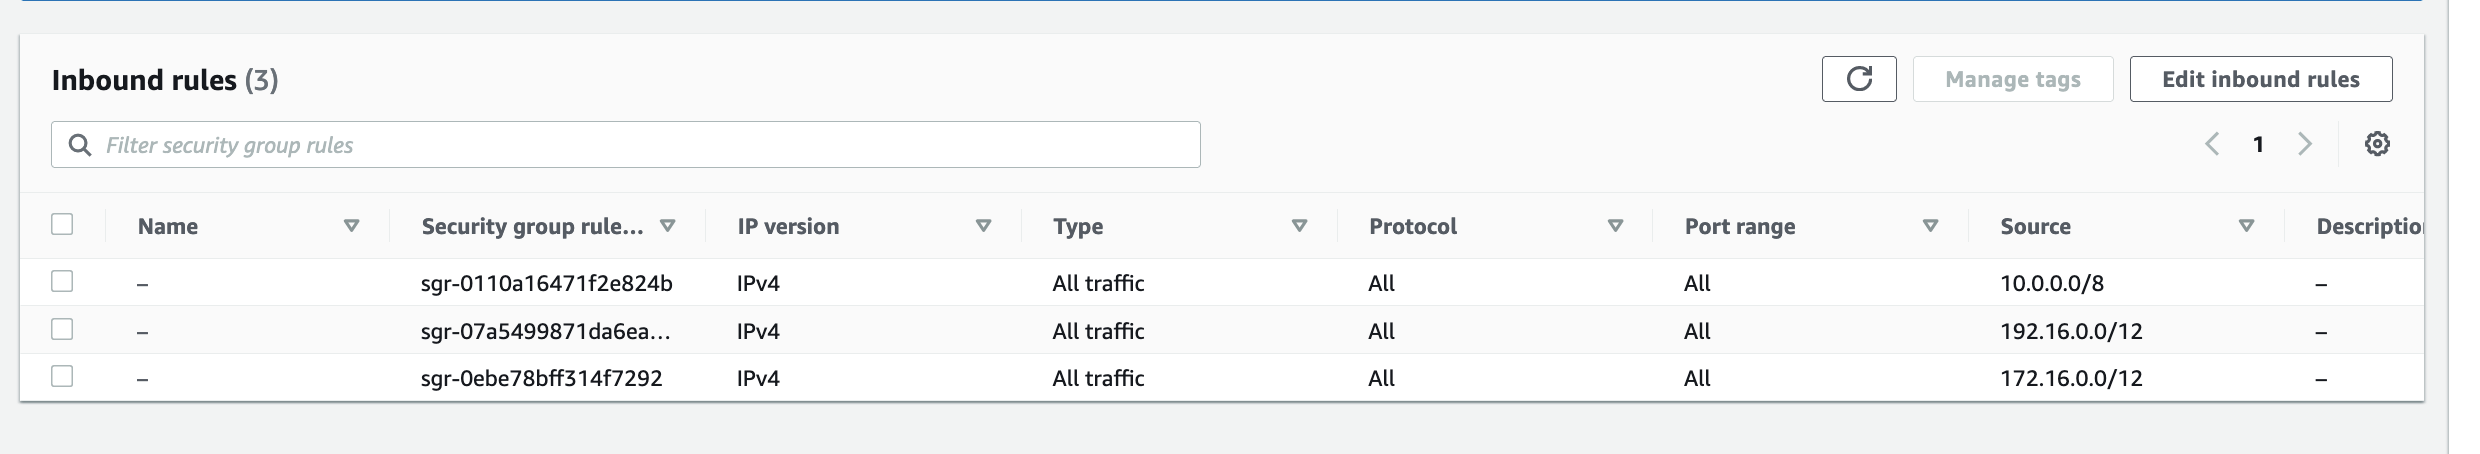 Inbound rules (3)
Manage tags
Edit inbound rules
Filter security group rules
1
Name Security group rule... IP version Type Protocol Port range Source Descriptio
– sgr-0110a16471f2e824b IPv4 All traffic All All 10.0.0.0/8 –
– sgr-07a5499871da6ea... IPv4 All traffic All All 192.16.0.0/12 –
– sgr-0ebe78bff314f7292 IPv4 All traffic All All 172.16.0.0/12 –